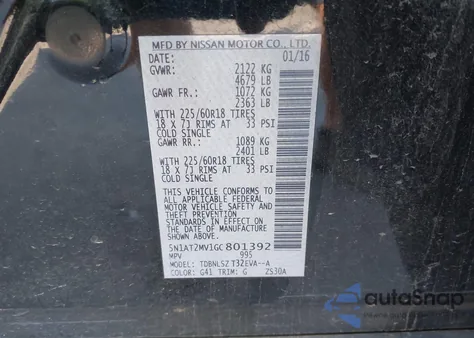 MFD BY NISSAN MOTOR CO., LTD.
DATE: 01/16
GVWR: 2122 KG
4679 LB
GAWR FR.: 1072 KG
2363 LB
WITH 225/60R18 TIRES
18 X 7J RIMS AT 33 PSI
COLD SINGLE
GAWR RR.: 1089 KG
2401 LB
WITH 225/60R18 TIRES
18 X 7J RIMS AT 33 PSI
COLD SINGLE
THIS VEHICLE CONFORMS TO
ALL APPLICABLE FEDERAL
MOTOR VEHICLE SAFETY AND
STANDARDS IN EFFECT ON
THE DATE OF MANUFACTURE
SHOWN ABOVE.
5N1AT2MV1GC801392
MPV 995
MODEL: TDBNLSZ T32EVA--A
COLOR: G41 TRIM: G ZS30A
autoSnap